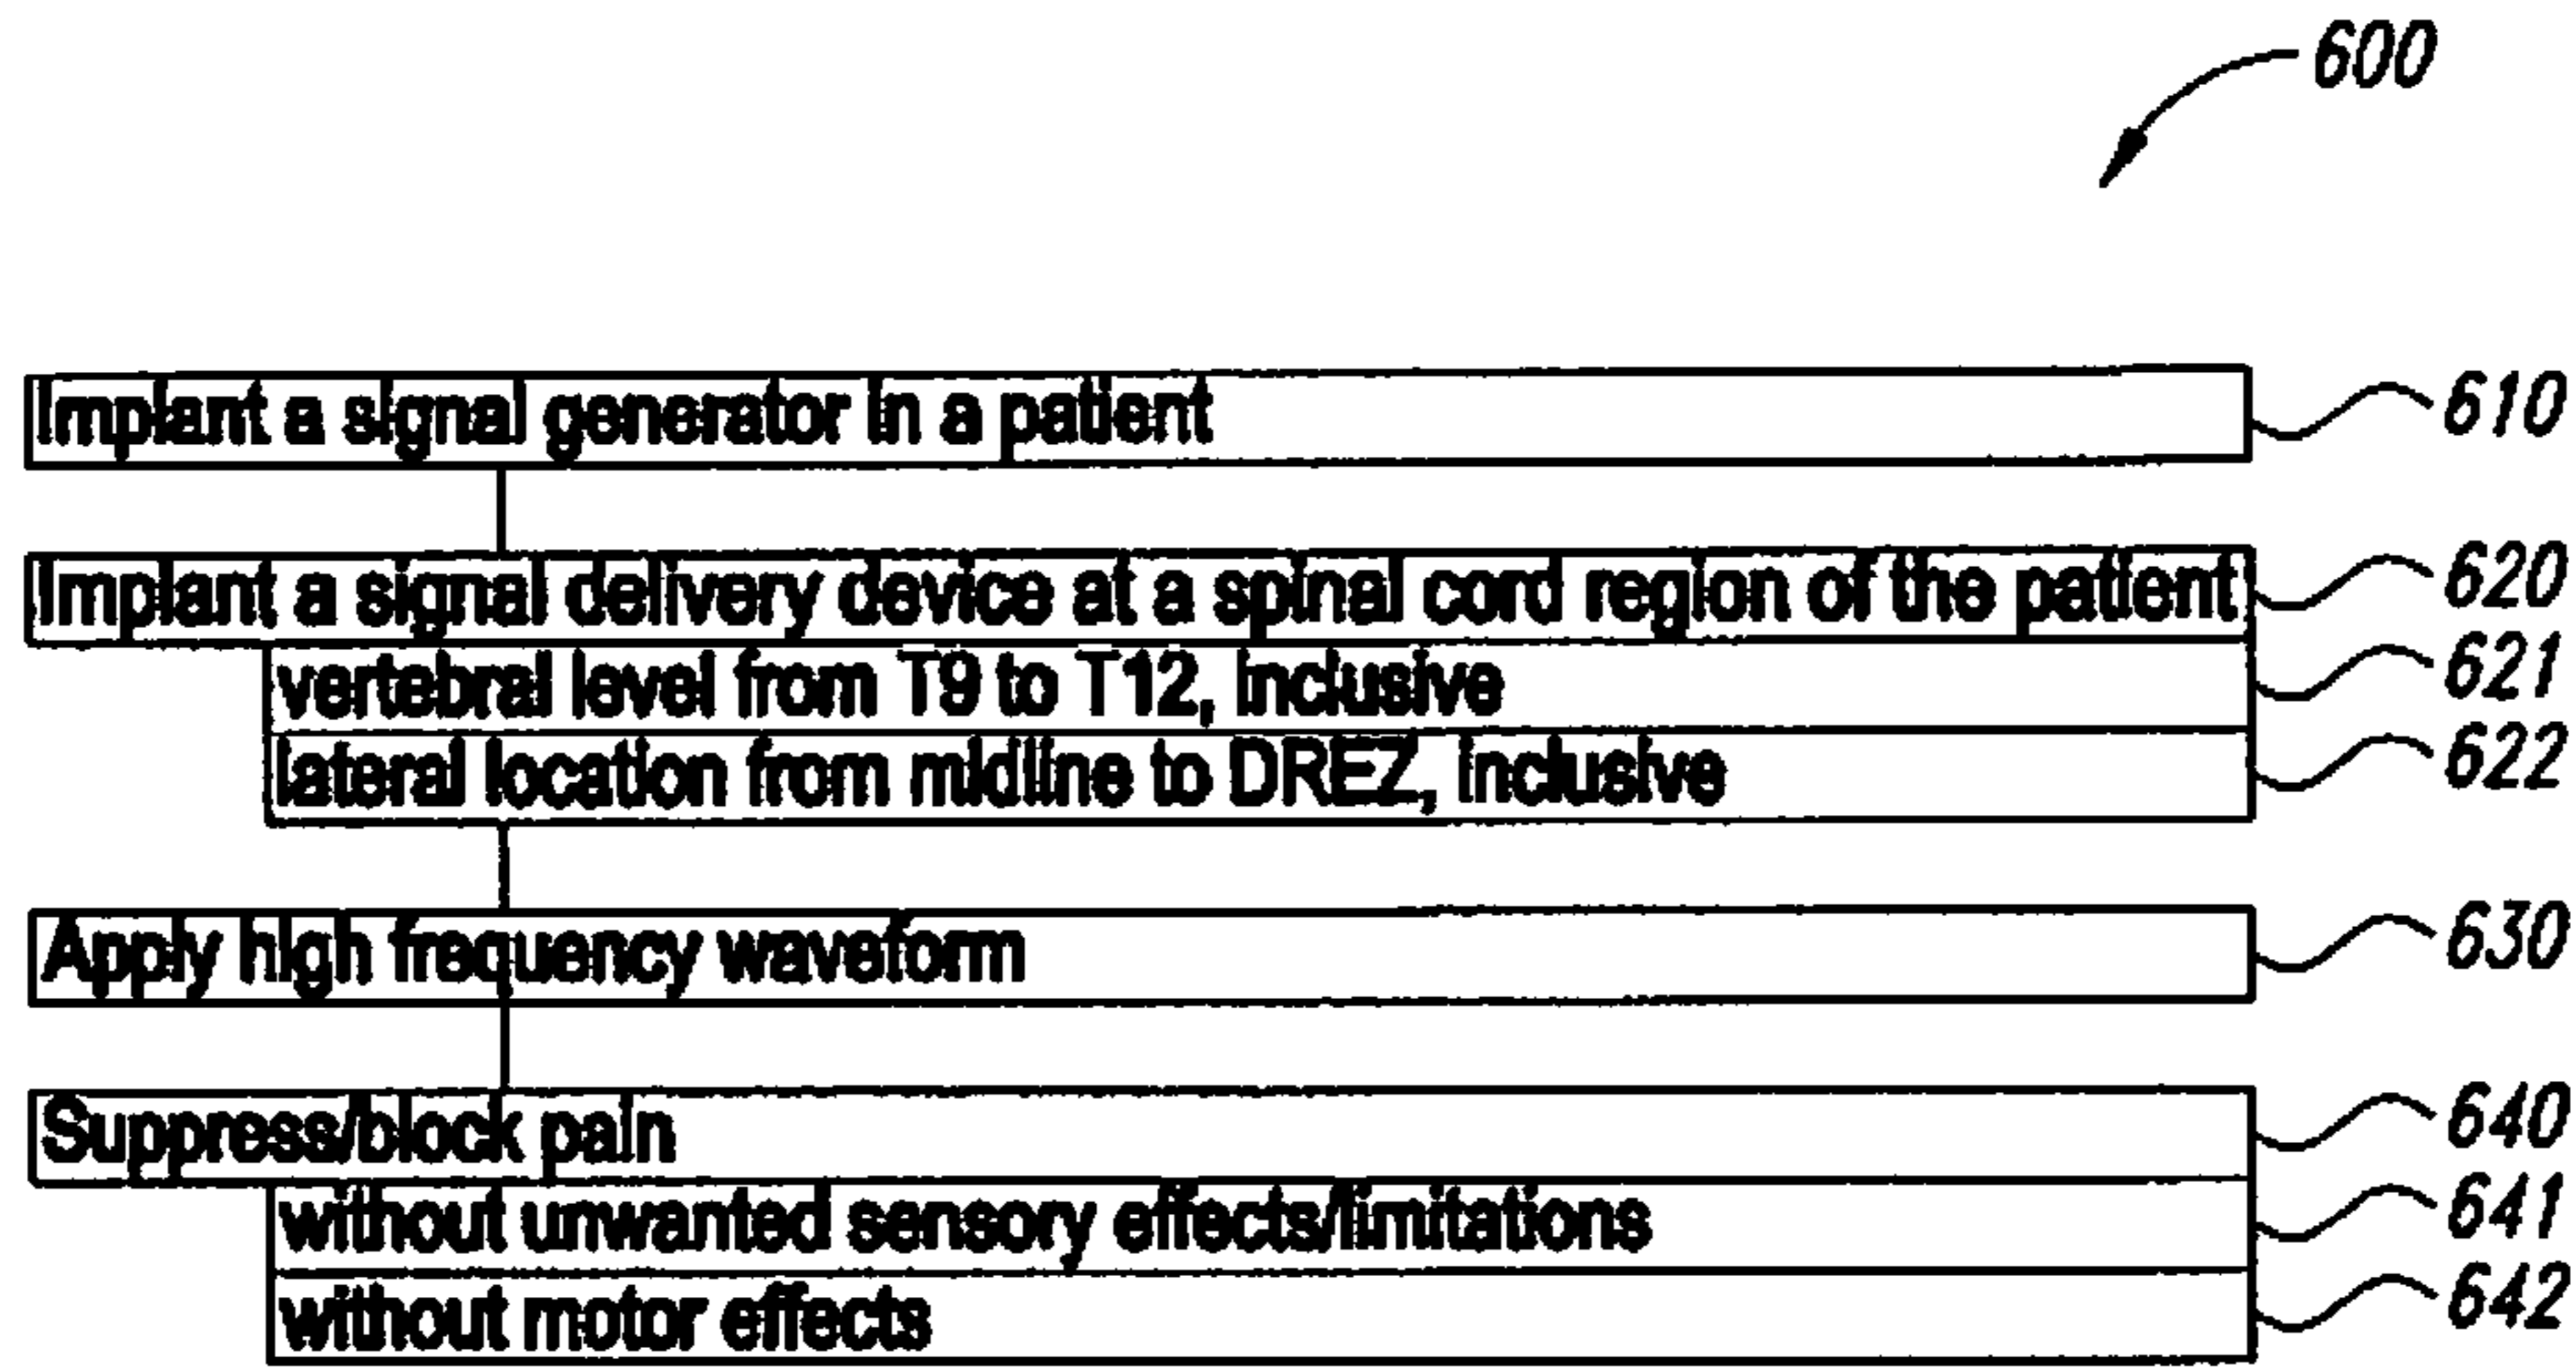 600
Implant a signal generator in a patient 610
Implant a signal delivery device at a spinal cord region of the patient 620
vertebral level from T9 to T12, inclusive 621
lateral location from midline to DREZ, inclusive 622
Apply high frequency waveform 630
Suppress/block pain 640
without unwanted sensory effects/limitations 641
without motor effects 642